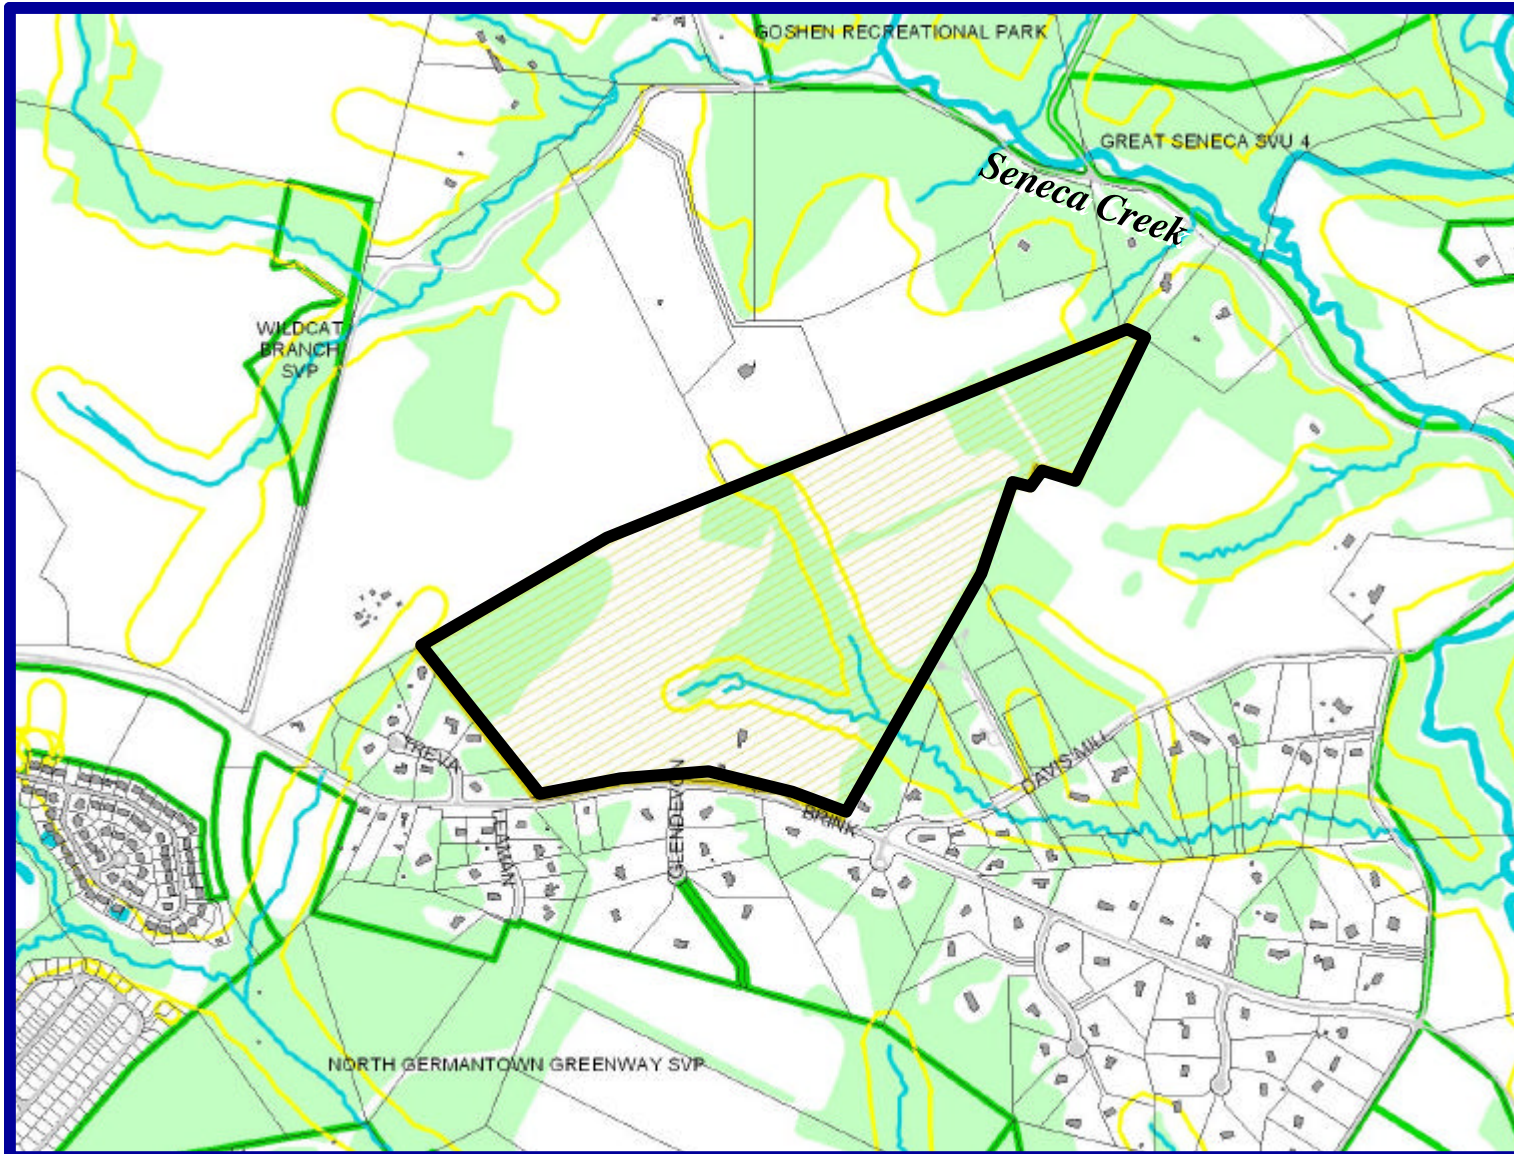 GOSHEN RECREATIONAL PARK
GREAT SENECA SVU 4
Seneca Creek
WILDCAT
BRANCH
SVP
TREVA
GLENDEVON
DAVIS MILL
BRINK
LEAMAN
NORTH GERMANTOWN GREENWAY SVP